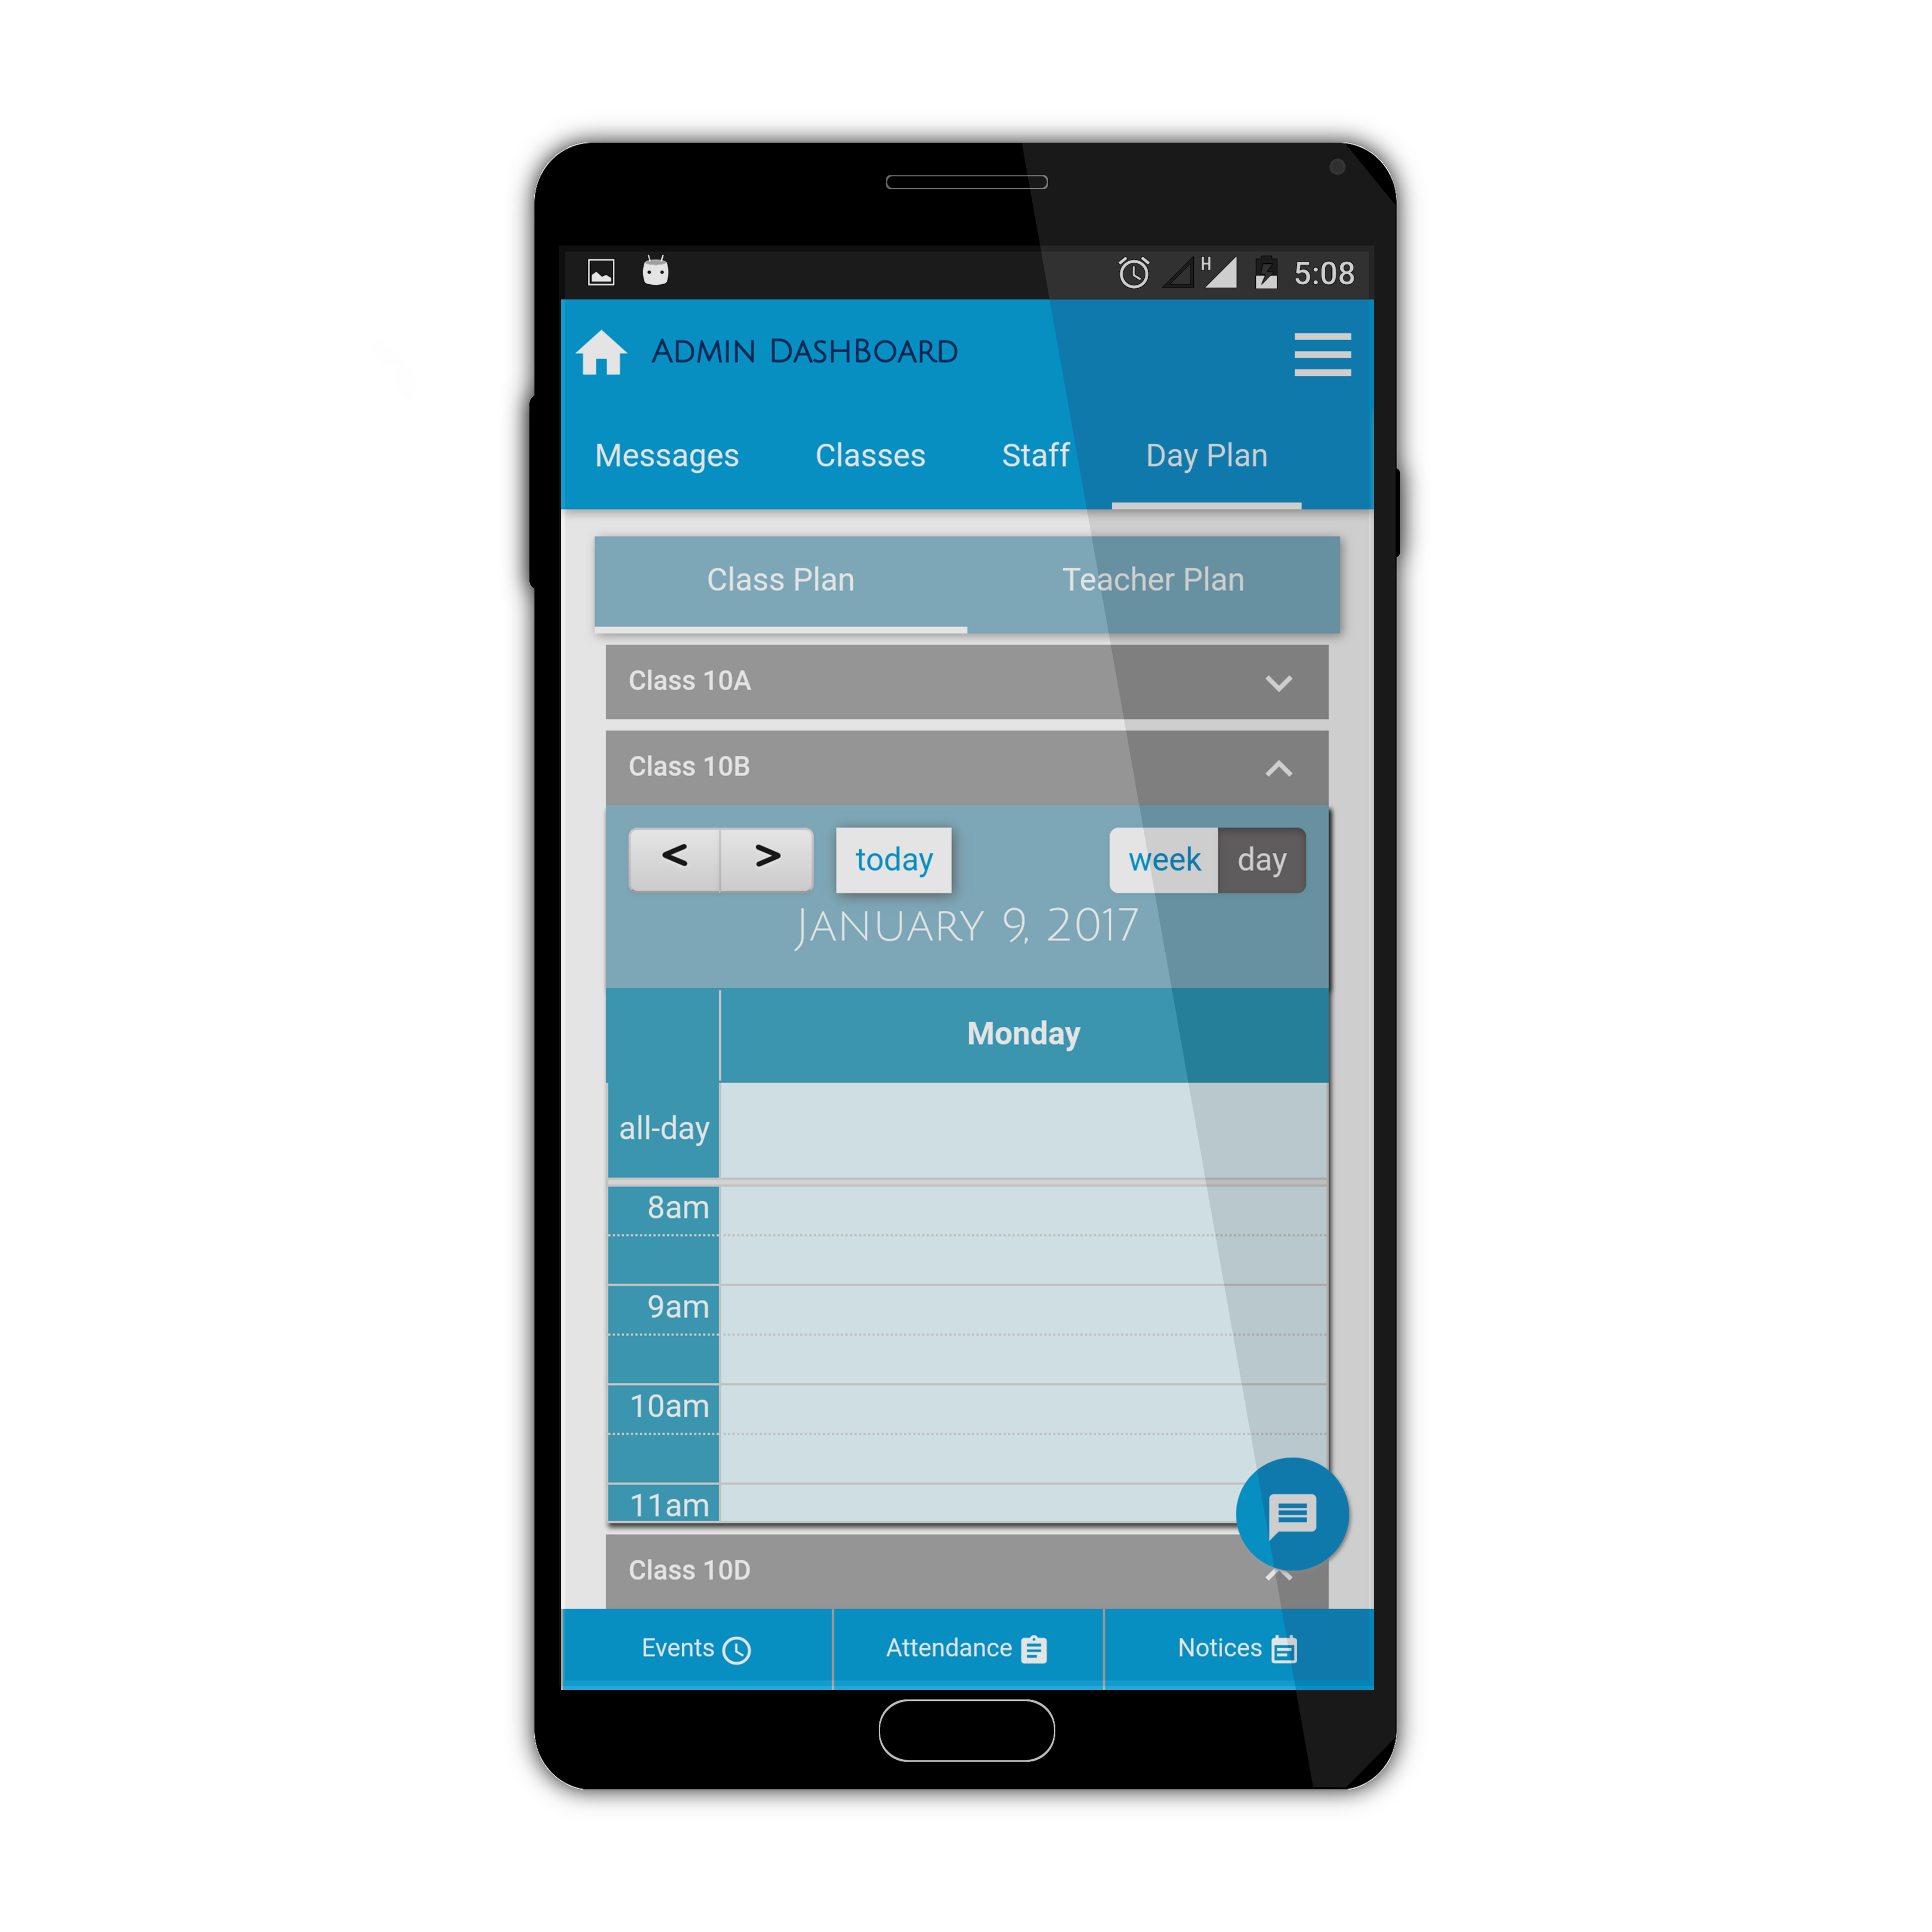 H 5:08
ADMIN DASHBOARD
Messages Classes Staff Day Plan
Class Plan Teacher Plan
Class 10A
Class 10B
< > today week day
JANUARY 9, 2017
Monday
all-day
8am
9am
10am
11am
Class 10D
Events Attendance Notices